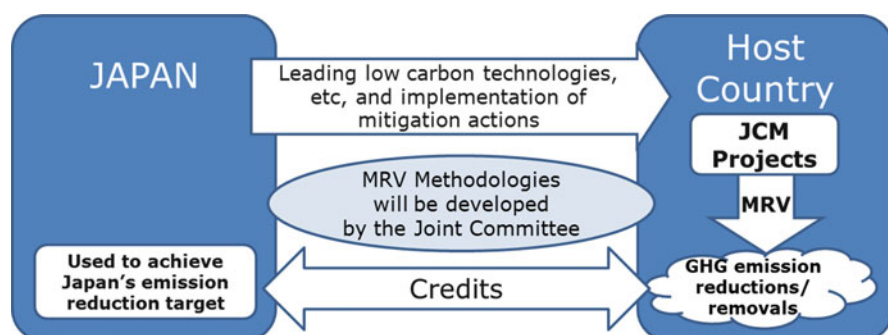 JAPAN
Leading low carbon technologies,
etc, and implementation of
mitigation actions
Host
Country
JCM
Projects
MRV Methodologies
will be developed
by the Joint Committee
MRV
Used to achieve
Japan's emission
reduction target
Credits
GHG emission
reductions/
removals